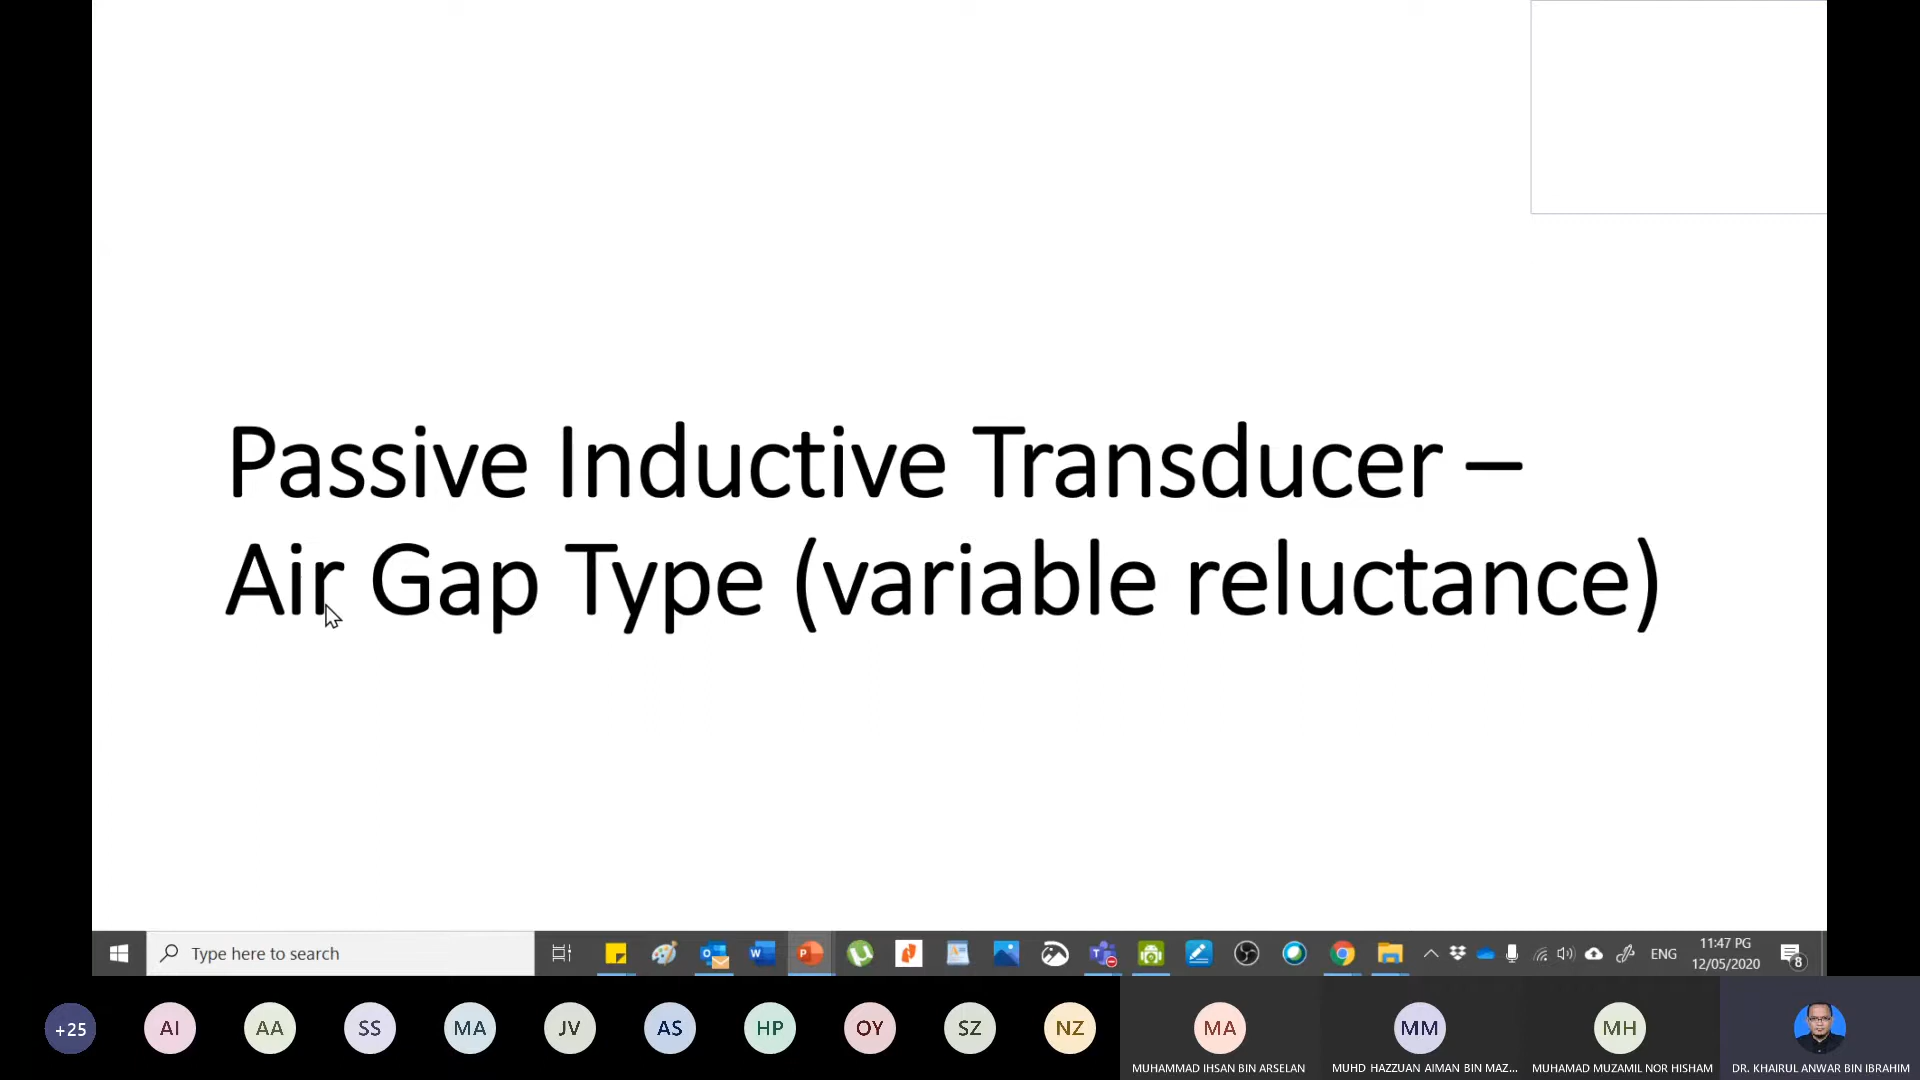 Passive Inductive Transducer –
Air Gap Type (variable reluctance)
Type here to search
ENG
11:47 PG
12/05/2020
8
+25
AI
AA
SS
MA
JV
AS
HP
OY
SZ
NZ
MA
MUHAMMAD IHSAN BIN ARSELAN
MM
MUHD HAZZUAN AIMAN BIN MAZ...
MH
MUHAMAD MUZAMIL NOR HISHAM
DR. KHAIRUL ANWAR BIN IBRAHIM